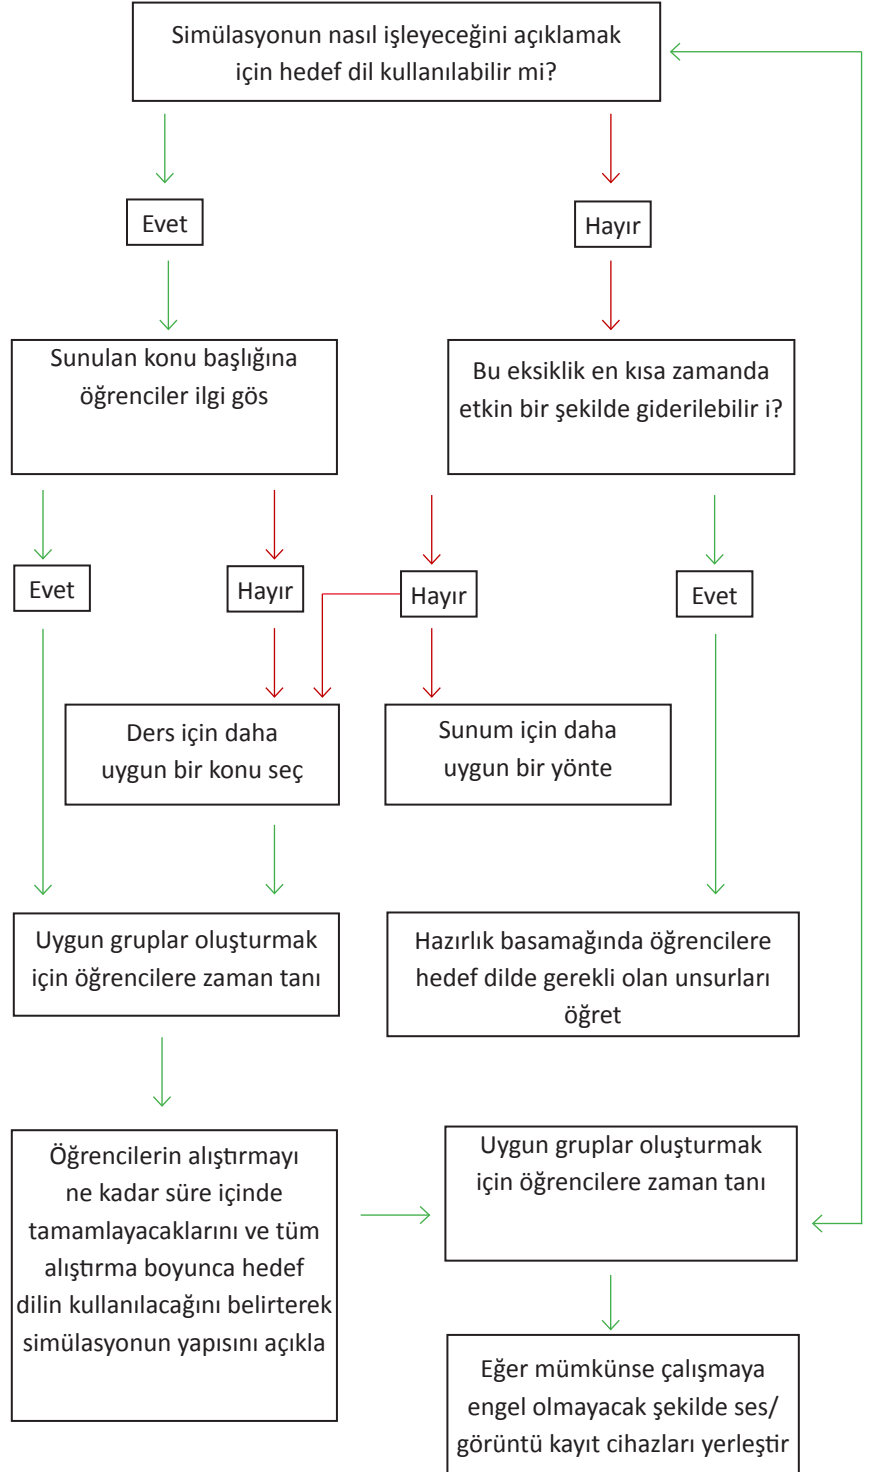 Simülasyonun nasıl işleyeceğini açıklamak
için hedef dil kullanılabilir mi?
Evet
Hayır
Sunulan konu başlığına
öğrenciler ilgi gös
Bu eksiklik en kısa zamanda
etkin bir şekilde giderilebilir i?
Evet
Hayır
Hayır
Evet
Ders için daha
uygun bir konu seç
Sunum için daha
uygun bir yönte
Uygun gruplar oluşturmak
için öğrencilere zaman tanı
Hazırlık basamağında öğrencilere
hedef dilde gerekli olan unsurları
öğret
Öğrencilerin alıştırmayı
ne kadar süre içinde
tamamlayacaklarını ve tüm
alıştırma boyunca hedef
dilin kullanılacağını belirterek
simülasyonun yapısını açıkla
Uygun gruplar oluşturmak
için öğrencilere zaman tanı
Eğer mümkünse çalışmaya
engel olmayacak şekilde ses/
görüntü kayıt cihazları yerleştir